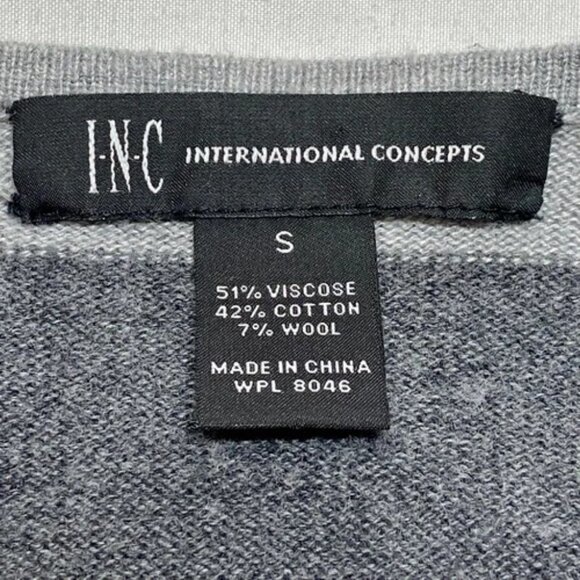 I·N·C INTERNATIONAL CONCEPTS
S
51% VISCOSE
42% COTTON
7% WOOL
MADE IN CHINA
WPL 8046